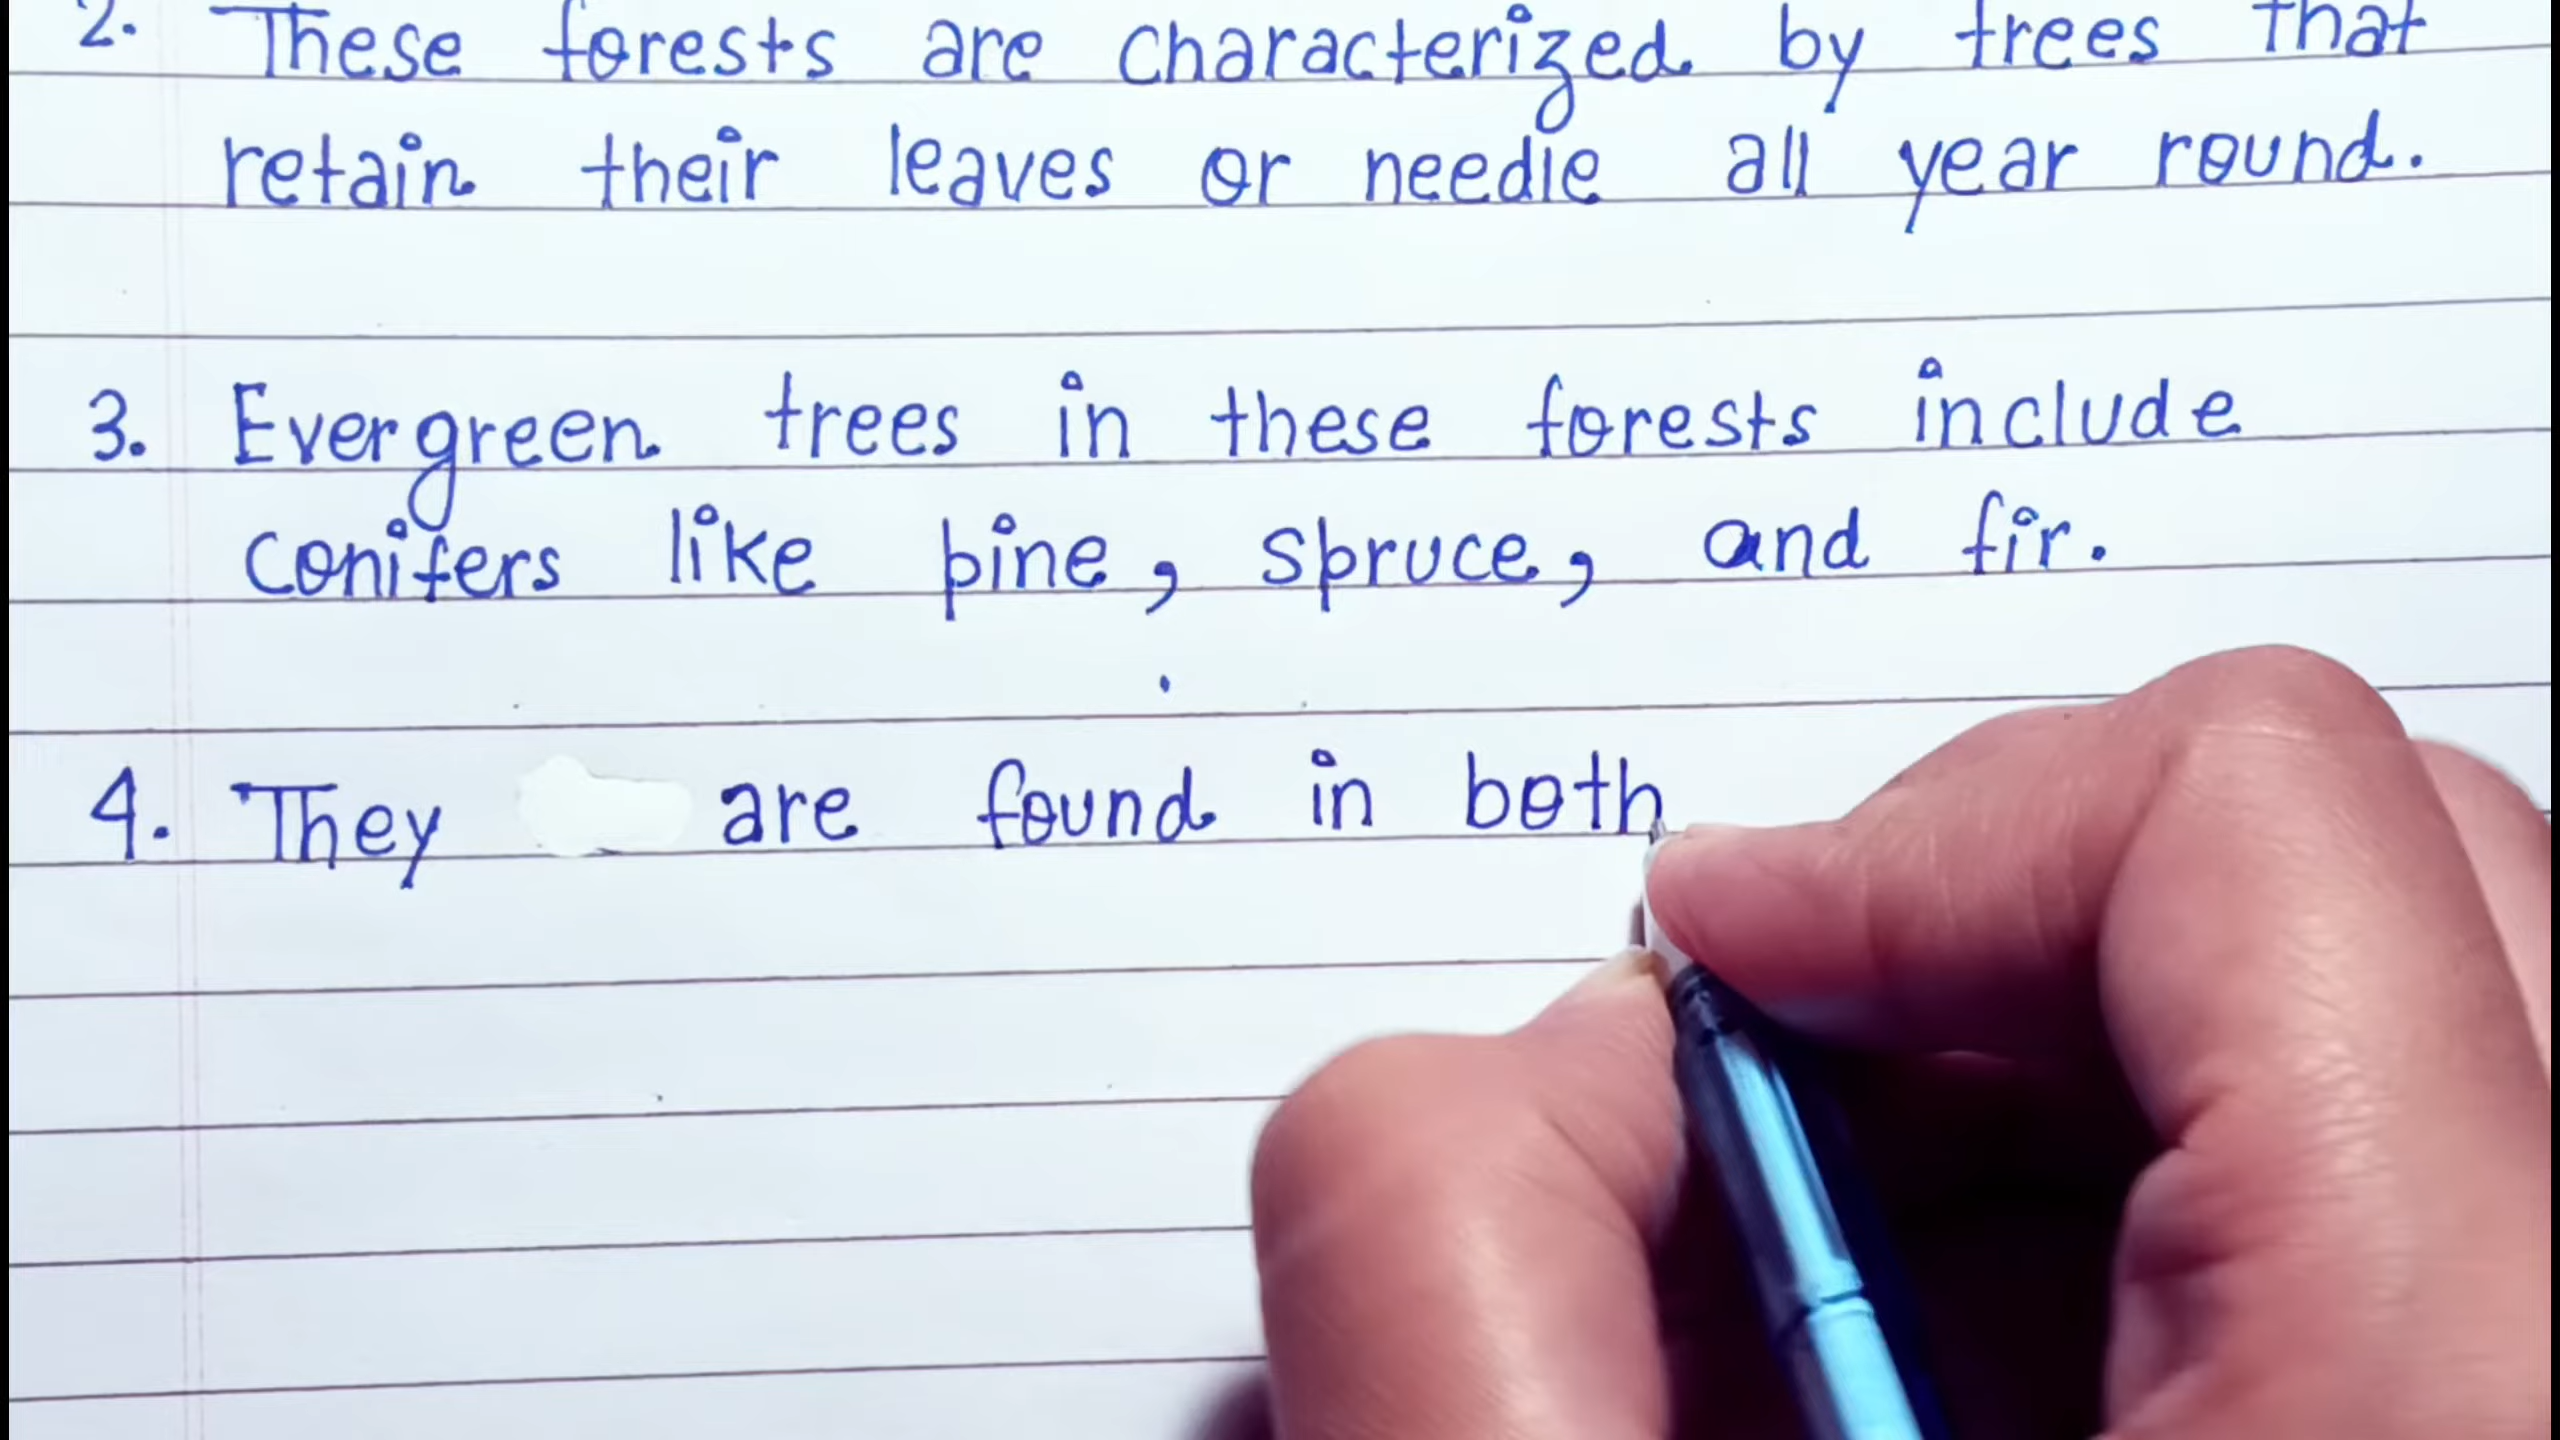 2. These forests are characterized by trees that
retain their leaves or needle all year round.
3. Evergreen trees in these forests include
conifers like pine, spruce, and fir.
4. They are found in both